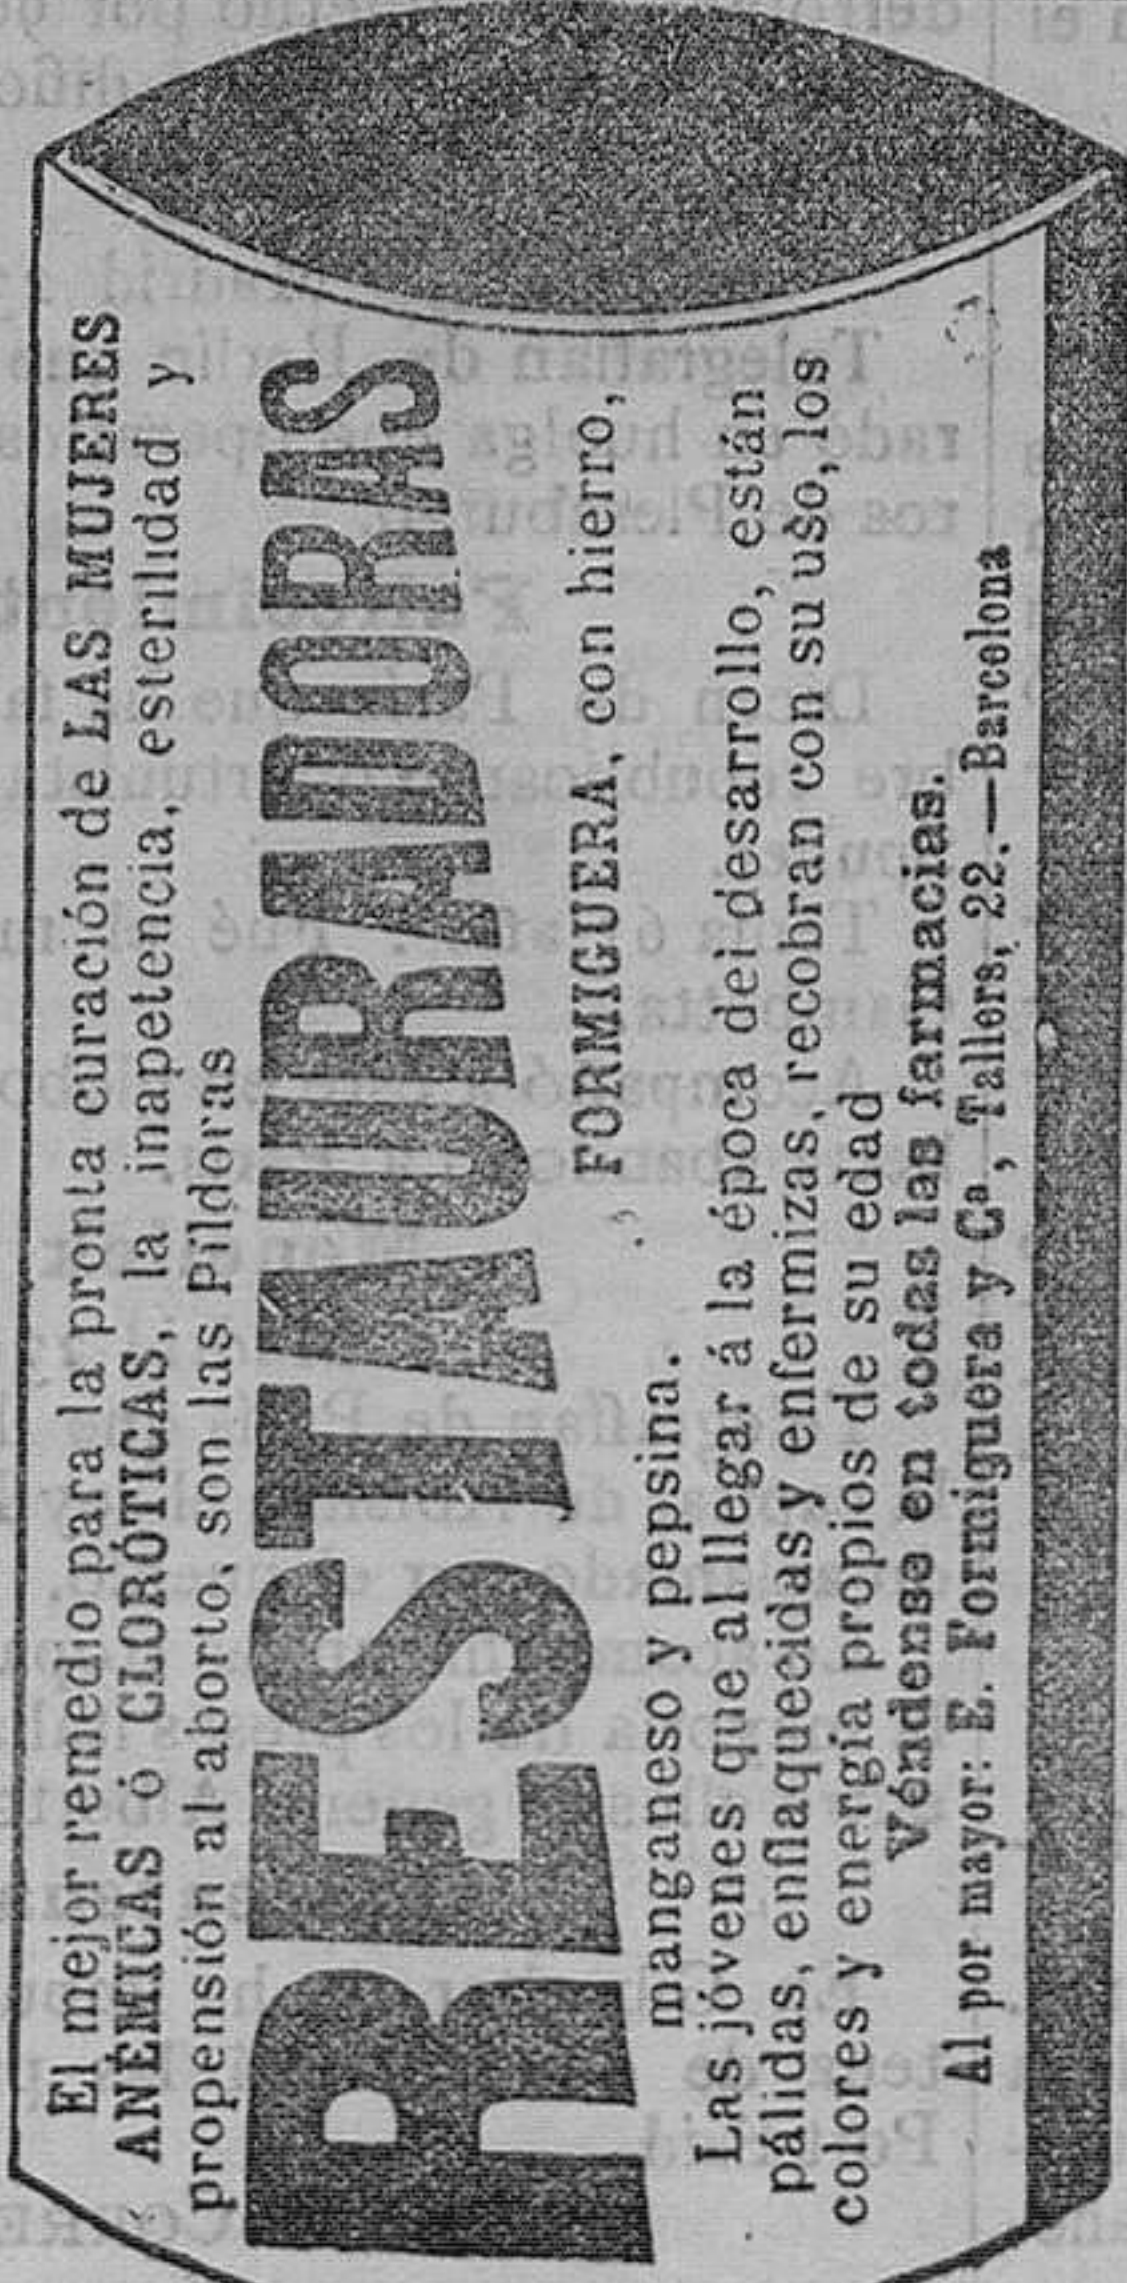 El mejor remedio para la pronta curación de LAS MUJERES
ANÉMICAS ó CLORÓTICAS, la inapetencia, esterilidad y
propensión al aborto, son las Píldoras
RESTAURADORAS
FORMIGUERA, con hierro,
manganeso y pepsina.
Las jóvenes que al llegar á la época del desarrollo, están
pálidas, enflaquecidas y enfermizas, recobran con su uso, los
colores y energía propios de su edad
Véndense en todas las farmacias.
Al por mayor: E. Formiguera y Cª, Tallers, 22.—Barcelona